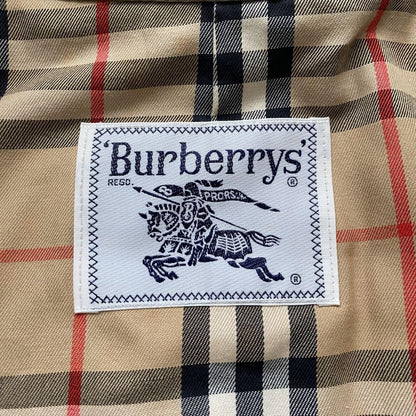 'Burberrys'
REGD.
®
PRORSUM
®